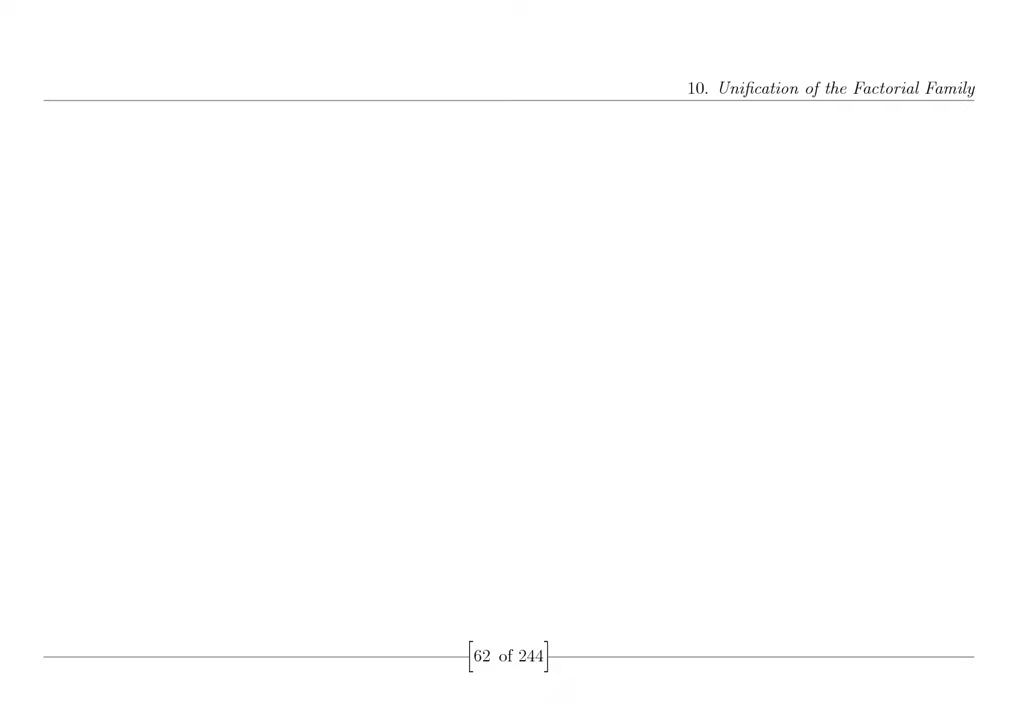 10. Unification of the Factorial Family
[62 of 244]